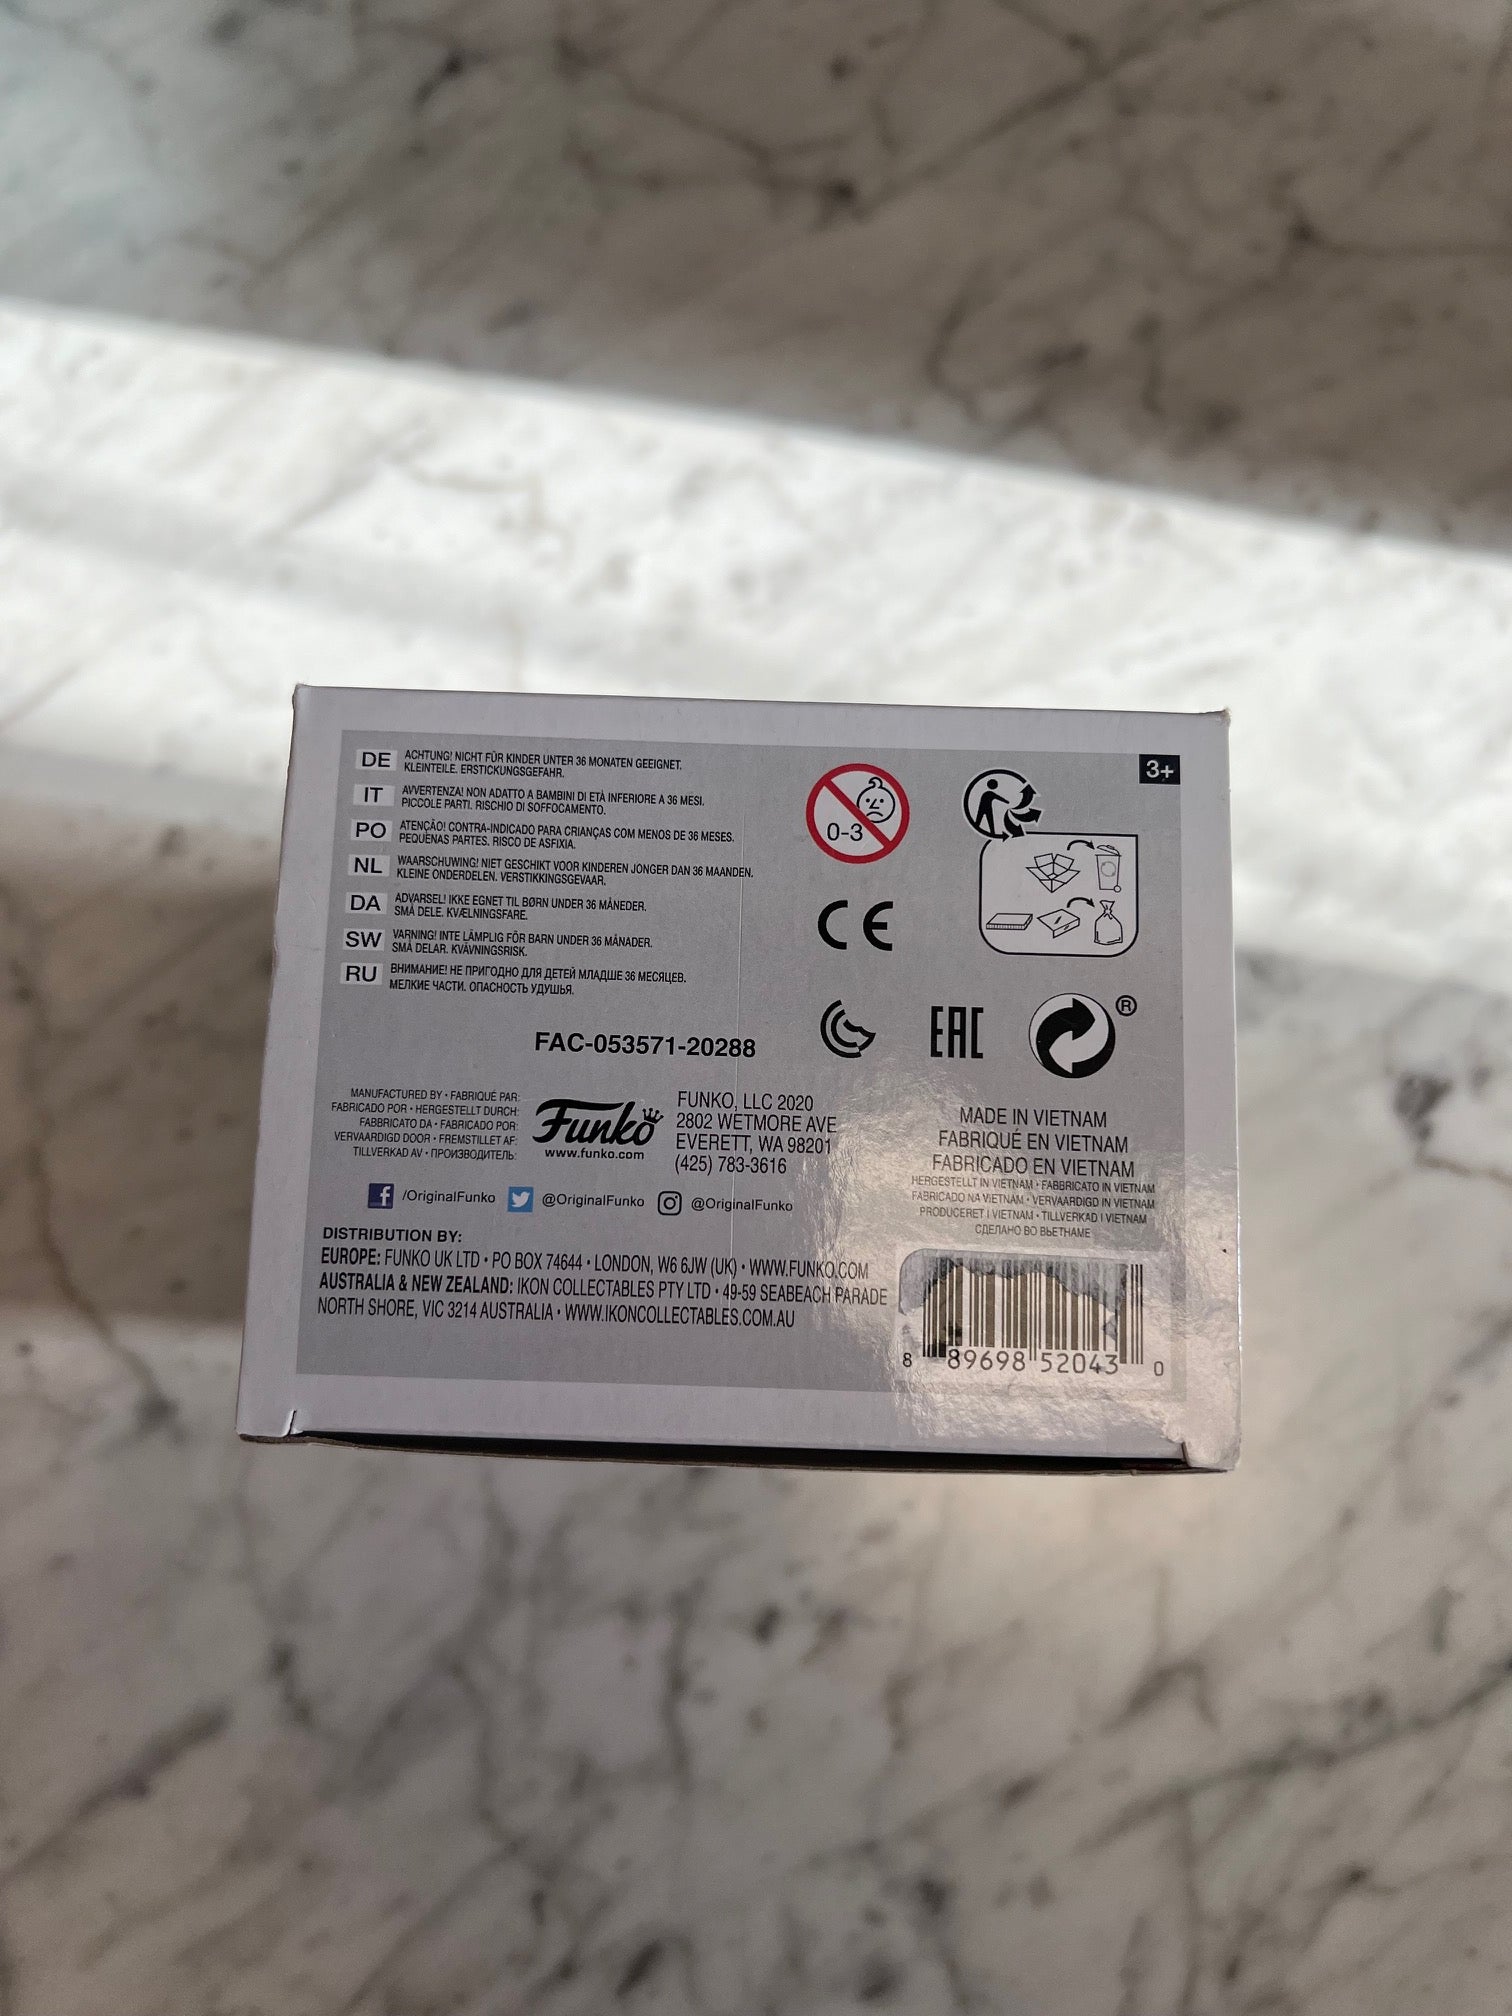 DE ACHTUNG! NICHT FÜR KINDER UNTER 36 MONATEN GEEIGNET.
KLEINTEILE. ERSTICKUNGSGEFAHR.
IT AVVERTENZA! NON ADATTO A BAMBINI DI ETÀ INFERIORE A 36 MESI.
PICCOLE PARTI. RISCHIO DI SOFFOCAMENTO.
PO ATENÇÃO! CONTRA-INDICADO PARA CRIANÇAS COM MENOS DE 36 MESES.
PEQUENAS PARTES. RISCO DE ASFIXIA.
NL WAARSCHUWING! NIET GESCHIKT VOOR KINDEREN JONGER DAN 36 MAANDEN.
KLEINE ONDERDELEN. VERSTIKKINGSGEVAAR.
DA ADVARSEL! IKKE EGNET TIL BØRN UNDER 36 MÅNEDER.
SMÅ DELE. KVÆLNINGSFARE.
SW VARNING! INTE LÄMPLIG FÖR BARN UNDER 36 MÅNADER.
SMÅ DELAR. KVÄVNINGSRISK.
RU ВНИМАНИЕ! НЕ ПРИГОДНО ДЛЯ ДЕТЕЙ МЛАДШЕ 36 МЕСЯЦЕВ.
МЕЛКИЕ ЧАСТИ. ОПАСНОСТЬ УДУШЬЯ.
0-3
3+
CE
EAC
®
FAC-053571-20288
MANUFACTURED BY • FABRIQUÉ PAR:
FABRICADO POR • HERGESTELLT DURCH:
FABBRICATO DA • FABRICADO POR:
VERVAARDIGD DOOR • FREMSTILLET AF:
TILLVERKAD AV • ПРОИЗВОДИТЕЛЬ:
Funko
www.funko.com
FUNKO, LLC 2020
2802 WETMORE AVE
EVERETT, WA 98201
(425) 783-3616
/OriginalFunko @OriginalFunko @OriginalFunko
MADE IN VIETNAM
FABRIQUÉ EN VIETNAM
FABRICADO EN VIETNAM
HERGESTELLT IN VIETNAM • FABBRICATO IN VIETNAM
FABRICADO NA VIETNAM • VERVAARDIGD IN VIETNAM
PRODUCERET I VIETNAM • TILLVERKAD I VIETNAM
СДЕЛАНО ВО ВЬЕТНАМЕ
DISTRIBUTION BY:
EUROPE: FUNKO UK LTD • PO BOX 74644 • LONDON, W6 6JW (UK) • WWW.FUNKO.COM
AUSTRALIA & NEW ZEALAND: IKON COLLECTABLES PTY LTD • 49-59 SEABEACH PARADE
NORTH SHORE, VIC 3214 AUSTRALIA • WWW.IKONCOLLECTABLES.COM.AU
8 89698 52043 0